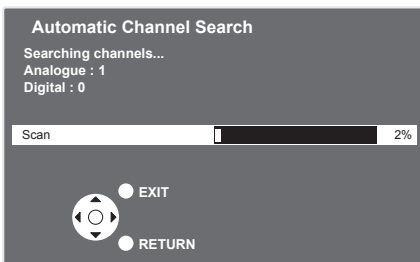 Automatic Channel Search
Searching channels...
Analogue : 1
Digital : 0
Scan 2%
EXIT
RETURN